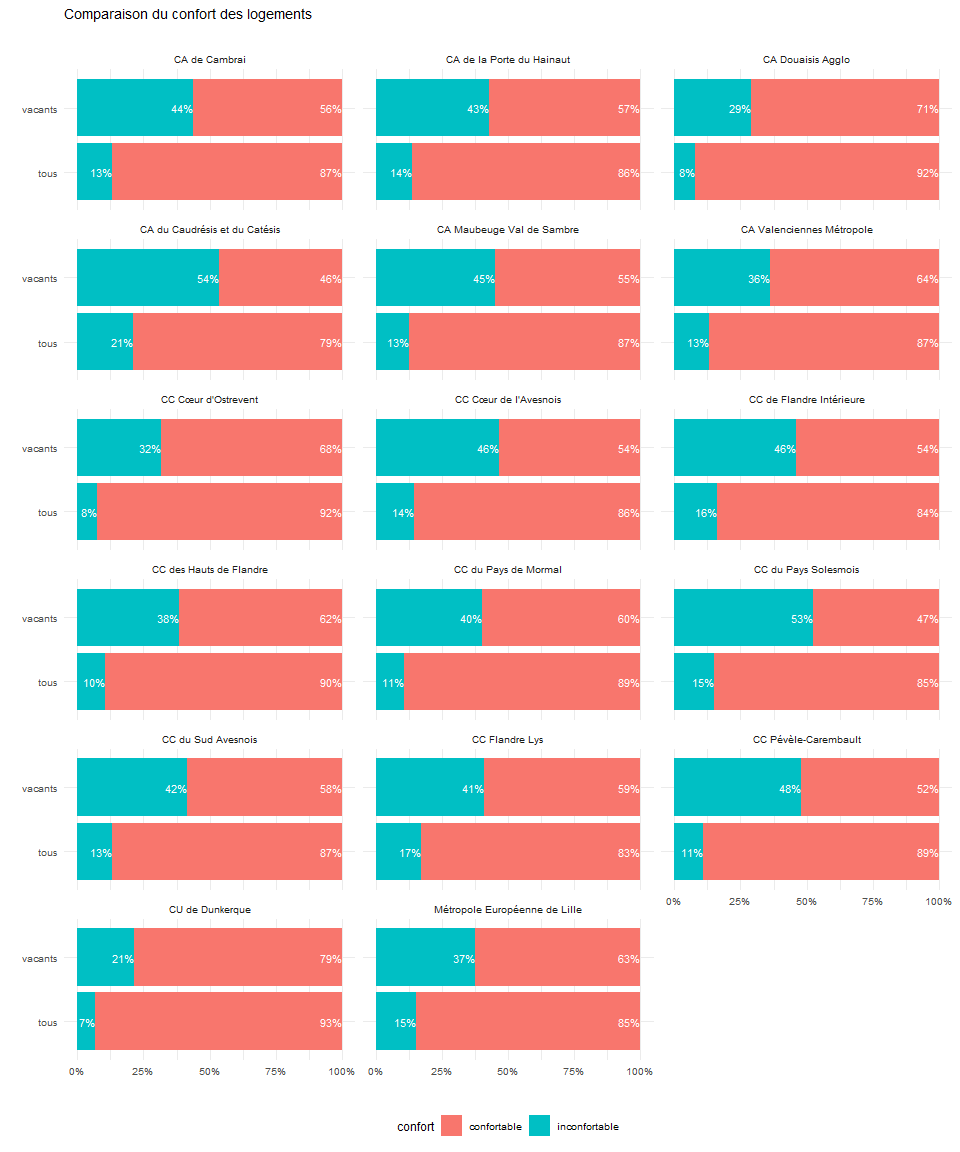 Comparaison du confort des logements
CA de Cambrai CA de la Porte du Hainaut CA Douaisis Agglo
vacants 44% 56% 43% 57% 29% 71%
tous 13% 87% 14% 86% 8% 92%
CA du Caudrésis et du Catésis CA Maubeuge Val de Sambre CA Valenciennes Métropole
vacants 54% 46% 45% 55% 36% 64%
tous 21% 79% 13% 87% 13% 87%
CC Cœur d'Ostrevent CC Cœur de l'Avesnois CC de Flandre Intérieure
vacants 32% 68% 46% 54% 46% 54%
tous 8% 92% 14% 86% 16% 84%
CC des Hauts de Flandre CC du Pays de Mormal CC du Pays Solesmois
vacants 38% 62% 40% 60% 53% 47%
tous 10% 90% 11% 89% 15% 85%
CC du Sud Avesnois CC Flandre Lys CC Pévèle-Carembault
vacants 42% 58% 41% 59% 48% 52%
tous 13% 87% 17% 83% 11% 89%
0% 25% 50% 75% 100%
CU de Dunkerque Métropole Européenne de Lille
vacants 21% 79% 37% 63%
tous 7% 93% 15% 85%
0% 25% 50% 75% 100% 0% 25% 50% 75% 100%
confort confortable inconfortable